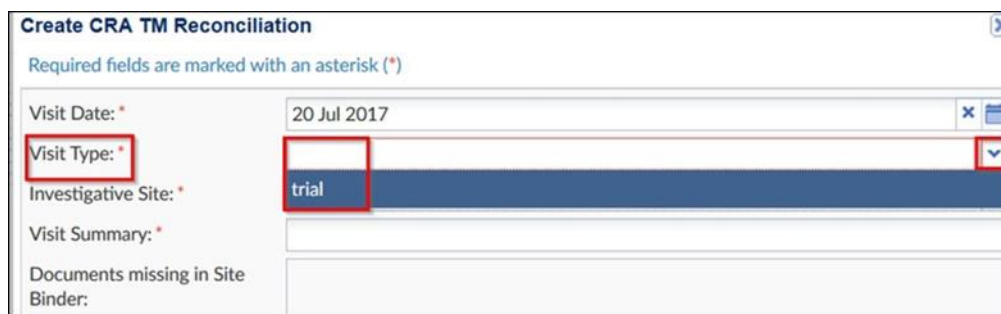 Create CRA TM Reconciliation
Required fields are marked with an asterisk (*)
Visit Date: * 20 Jul 2017
Visit Type: *
trial
Investigative Site: *
Visit Summary: *
Documents missing in Site
Binder: